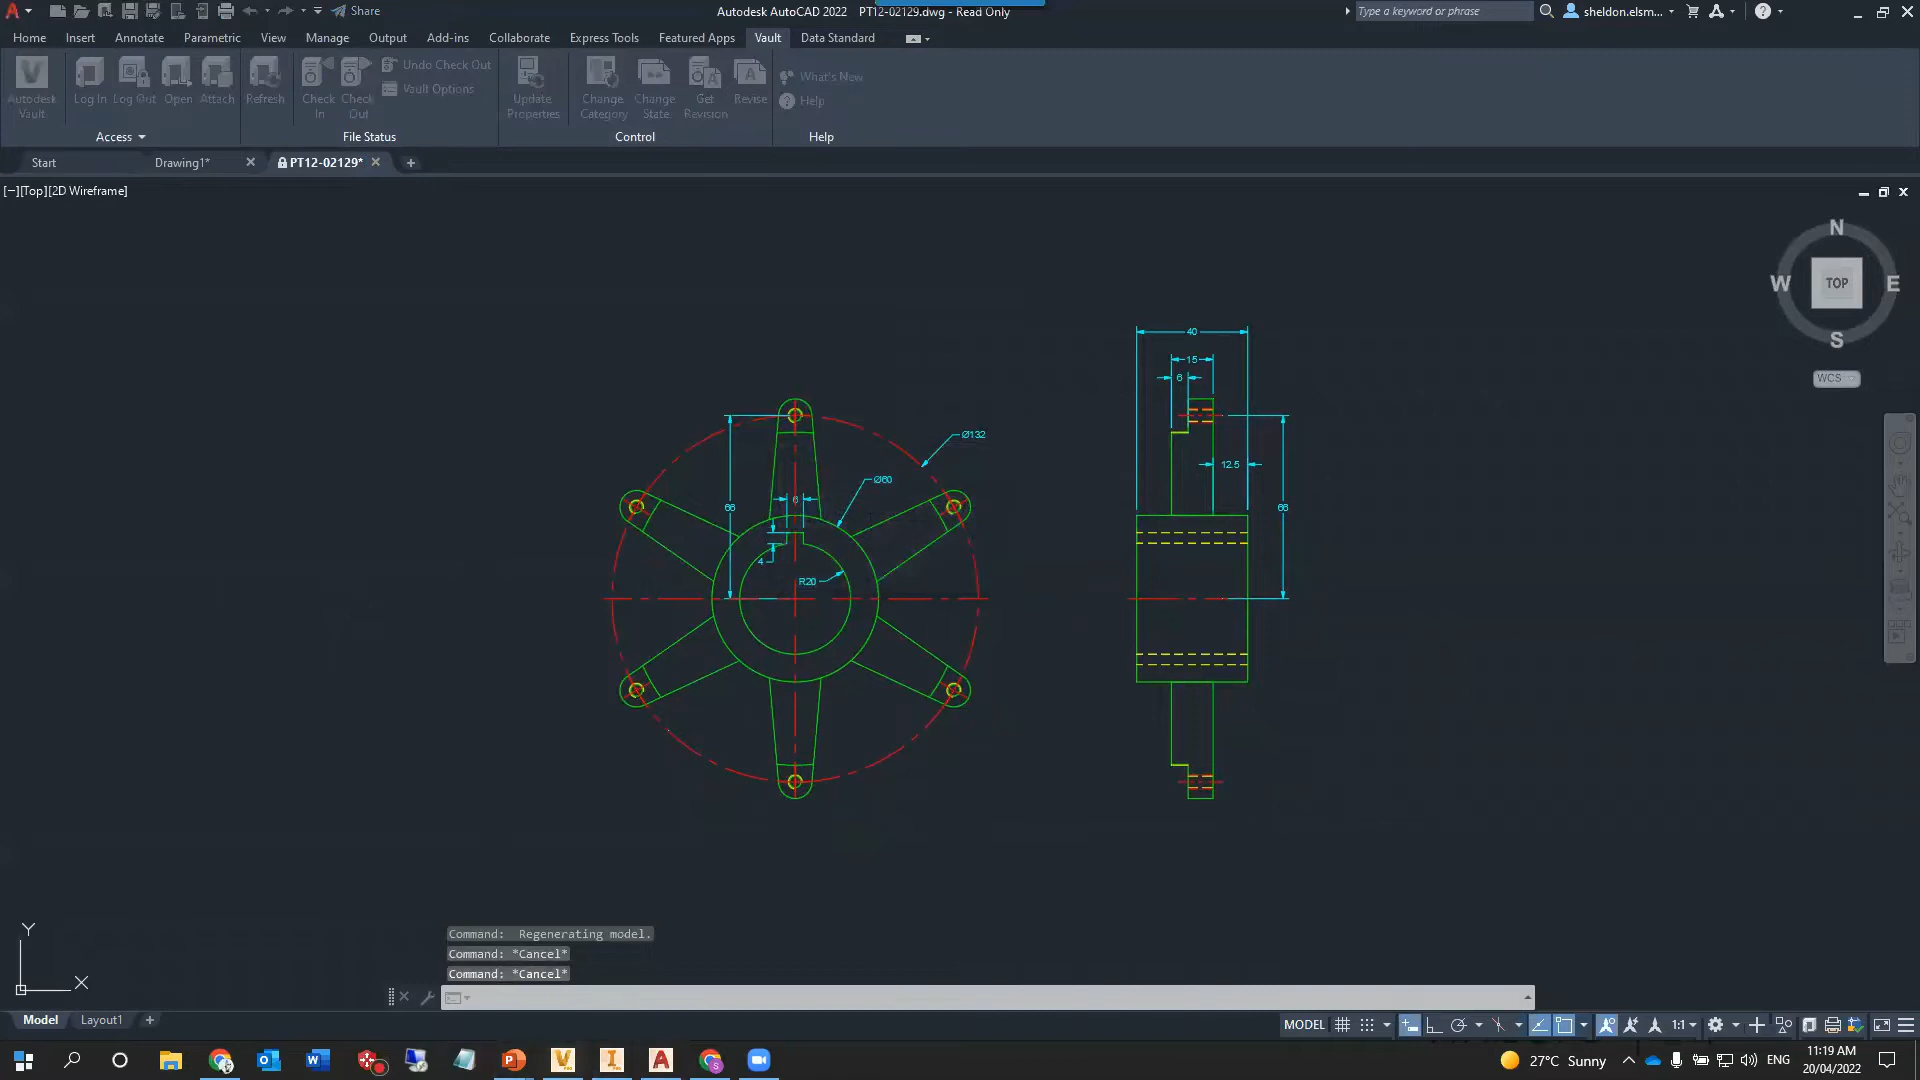 Share
Autodesk AutoCAD 2022 PT12-02129.dwg - Read Only
Type a keyword or phrase
sheldon.elsm...
Home Insert Annotate Parametric View Manage Output Add-ins Collaborate Express Tools Featured Apps Vault Data Standard
Autodesk Vault
Log In
Log Out
Open
Attach
Refresh
Check In
Check Out
Undo Check Out
Vault Options
Update Properties
Change Category
Change State
Get Revision
Revise
What's New
Help
Access File Status Control Help
Start Drawing1* PT12-02129*
[−][Top][2D Wireframe]
N
W TOP E
S
WCS
40
15
6
Ø132
12.5
Ø60
6
66
66
4
R20
Y
X
Command: Regenerating model.
Command: *Cancel*
Command: *Cancel*
Model Layout1
MODEL 1:1
27°C Sunny
ENG
11:19 AM
20/04/2022